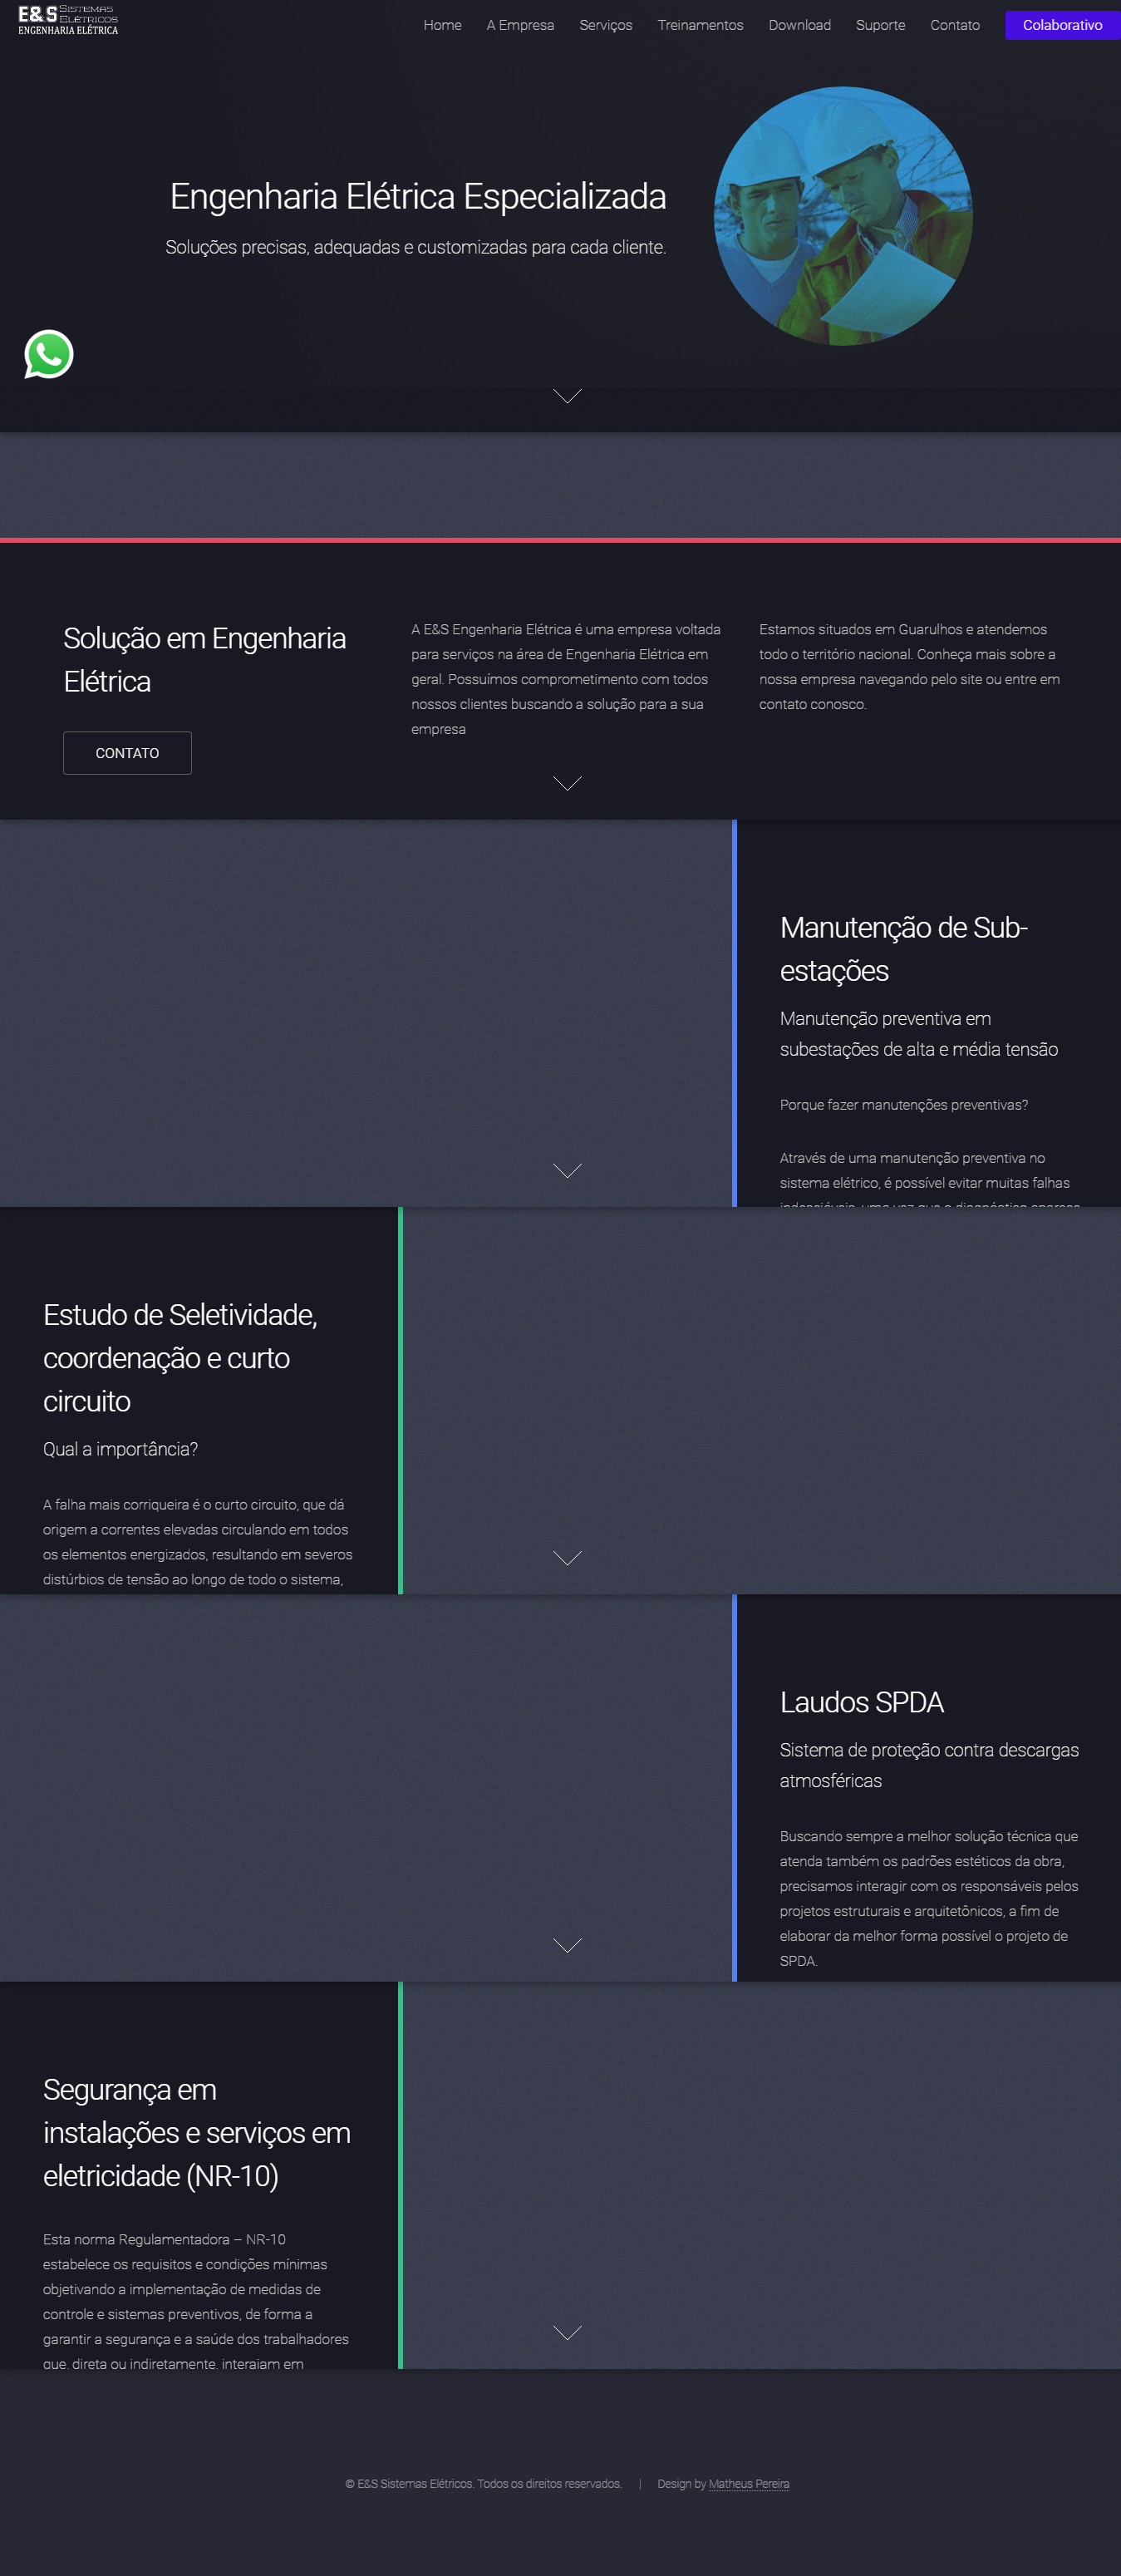 E&S SISTEMAS ELÉTRICOS
ENGENHARIA ELÉTRICA
Home A Empresa Serviços Treinamentos Download Suporte Contato Colaborativo
Engenharia Elétrica Especializada
Soluções precisas, adequadas e customizadas para cada cliente.
Solução em Engenharia
Elétrica
CONTATO
A E&S Engenharia Elétrica é uma empresa voltada
para serviços na área de Engenharia Elétrica em
geral. Possuímos comprometimento com todos
nossos clientes buscando a solução para a sua
empresa
Estamos situados em Guarulhos e atendemos
todo o território nacional. Conheça mais sobre a
nossa empresa navegando pelo site ou entre em
contato conosco.
Manutenção de Sub-
estações
Manutenção preventiva em
subestações de alta e média tensão
Porque fazer manutenções preventivas?
Através de uma manutenção preventiva no
sistema elétrico, é possível evitar muitas falhas
Estudo de Seletividade,
coordenação e curto
circuito
Qual a importância?
A falha mais corriqueira é o curto circuito, que dá
origem a correntes elevadas circulando em todos
os elementos energizados, resultando em severos
distúrbios de tensão ao longo de todo o sistema,
Laudos SPDA
Sistema de proteção contra descargas
atmosféricas
Buscando sempre a melhor solução técnica que
atenda também os padrões estéticos da obra,
precisamos interagir com os responsáveis pelos
projetos estruturais e arquitetônicos, a fim de
elaborar da melhor forma possível o projeto de
SPDA.
Segurança em
instalações e serviços em
eletricidade (NR-10)
Esta norma Regulamentadora – NR-10
estabelece os requisitos e condições mínimas
objetivando a implementação de medidas de
controle e sistemas preventivos, de forma a
garantir a segurança e a saúde dos trabalhadores
que, direta ou indiretamente, interajam em
© E&S Sistemas Elétricos. Todos os direitos reservados. | Design by Matheus Pereira